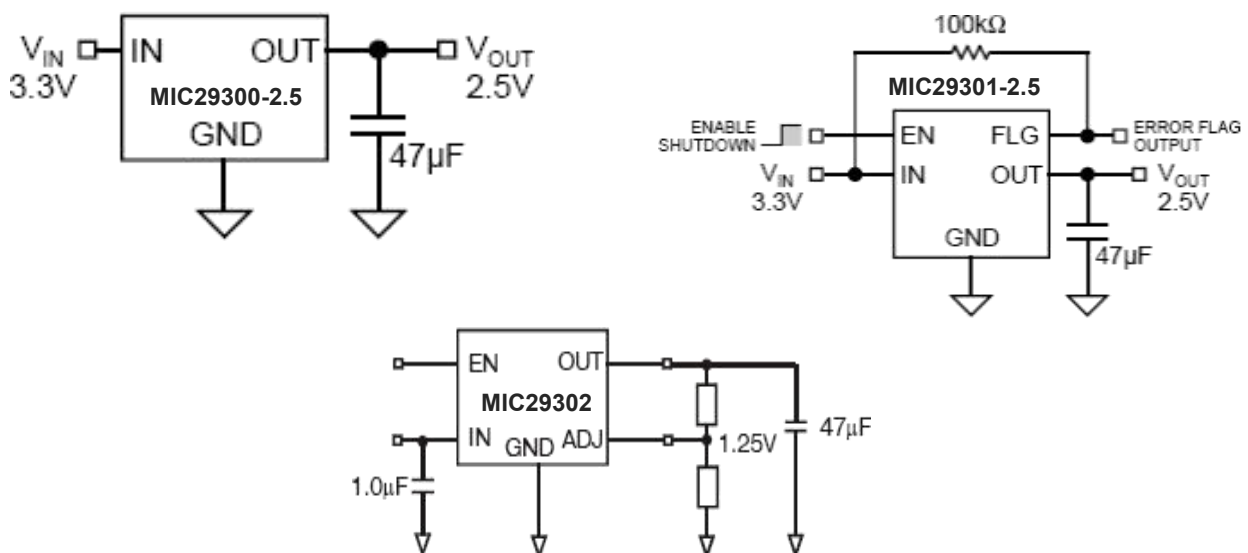 V_IN
3.3V
IN
OUT
V_OUT
2.5V
MIC29300-2.5
GND
47µF
100kΩ
MIC29301-2.5
ENABLE
SHUTDOWN
EN
FLG
ERROR FLAG
OUTPUT
V_IN
3.3V
IN
OUT
V_OUT
2.5V
GND
47µF
EN
OUT
MIC29302
IN
GND
ADJ
1.25V
47µF
1.0µF